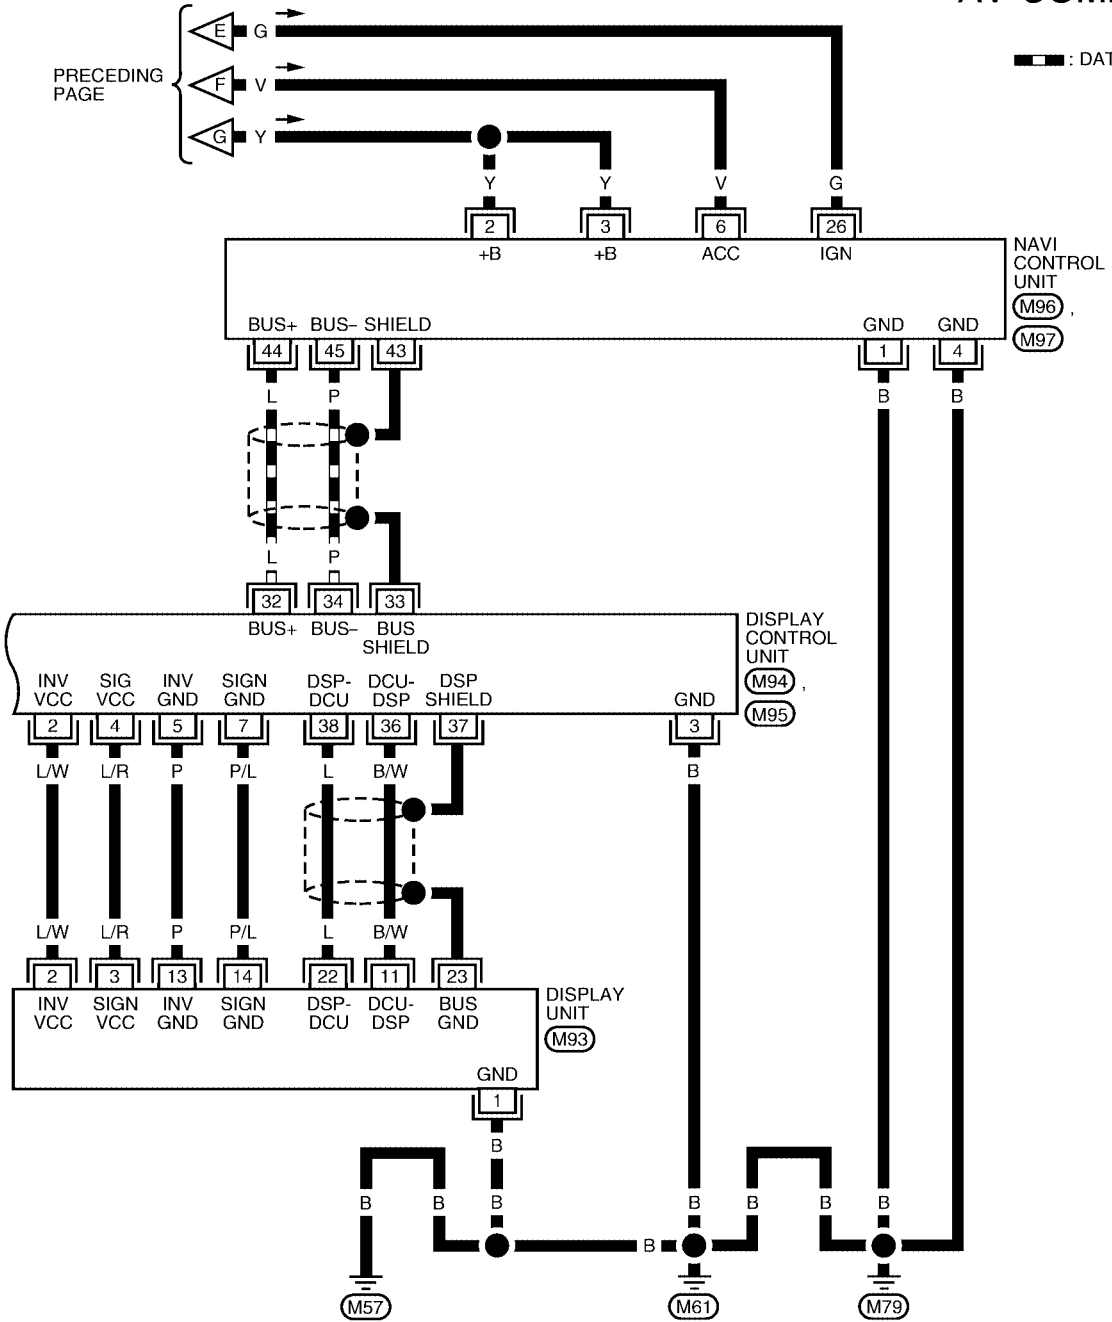 E G
: DAT
PRECEDING
PAGE
F V
G Y
Y Y V G
2 3 6 26
+B +B ACC IGN
NAVI
CONTROL
UNIT
M96 ,
M97
BUS+ BUS– SHIELD
GND GND
44 45 43
1 4
L P
B B
L P
32 34 33
BUS+ BUS– BUS
SHIELD
DISPLAY
CONTROL
UNIT
M94 ,
M95
INV SIG INV SIGN DSP- DCU- DSP
VCC VCC GND GND DCU DSP SHIELD
GND
2 4 5 7 38 36 37 3
L/W L/R P P/L L B/W B
L/W L/R P P/L L B/W
2 3 13 14 22 11 23
INV SIGN INV SIGN DSP- DCU- BUS
VCC VCC GND GND DCU DSP GND
DISPLAY
UNIT
M93
GND
1
B
B B B B B B B
B
M57 M61 M79